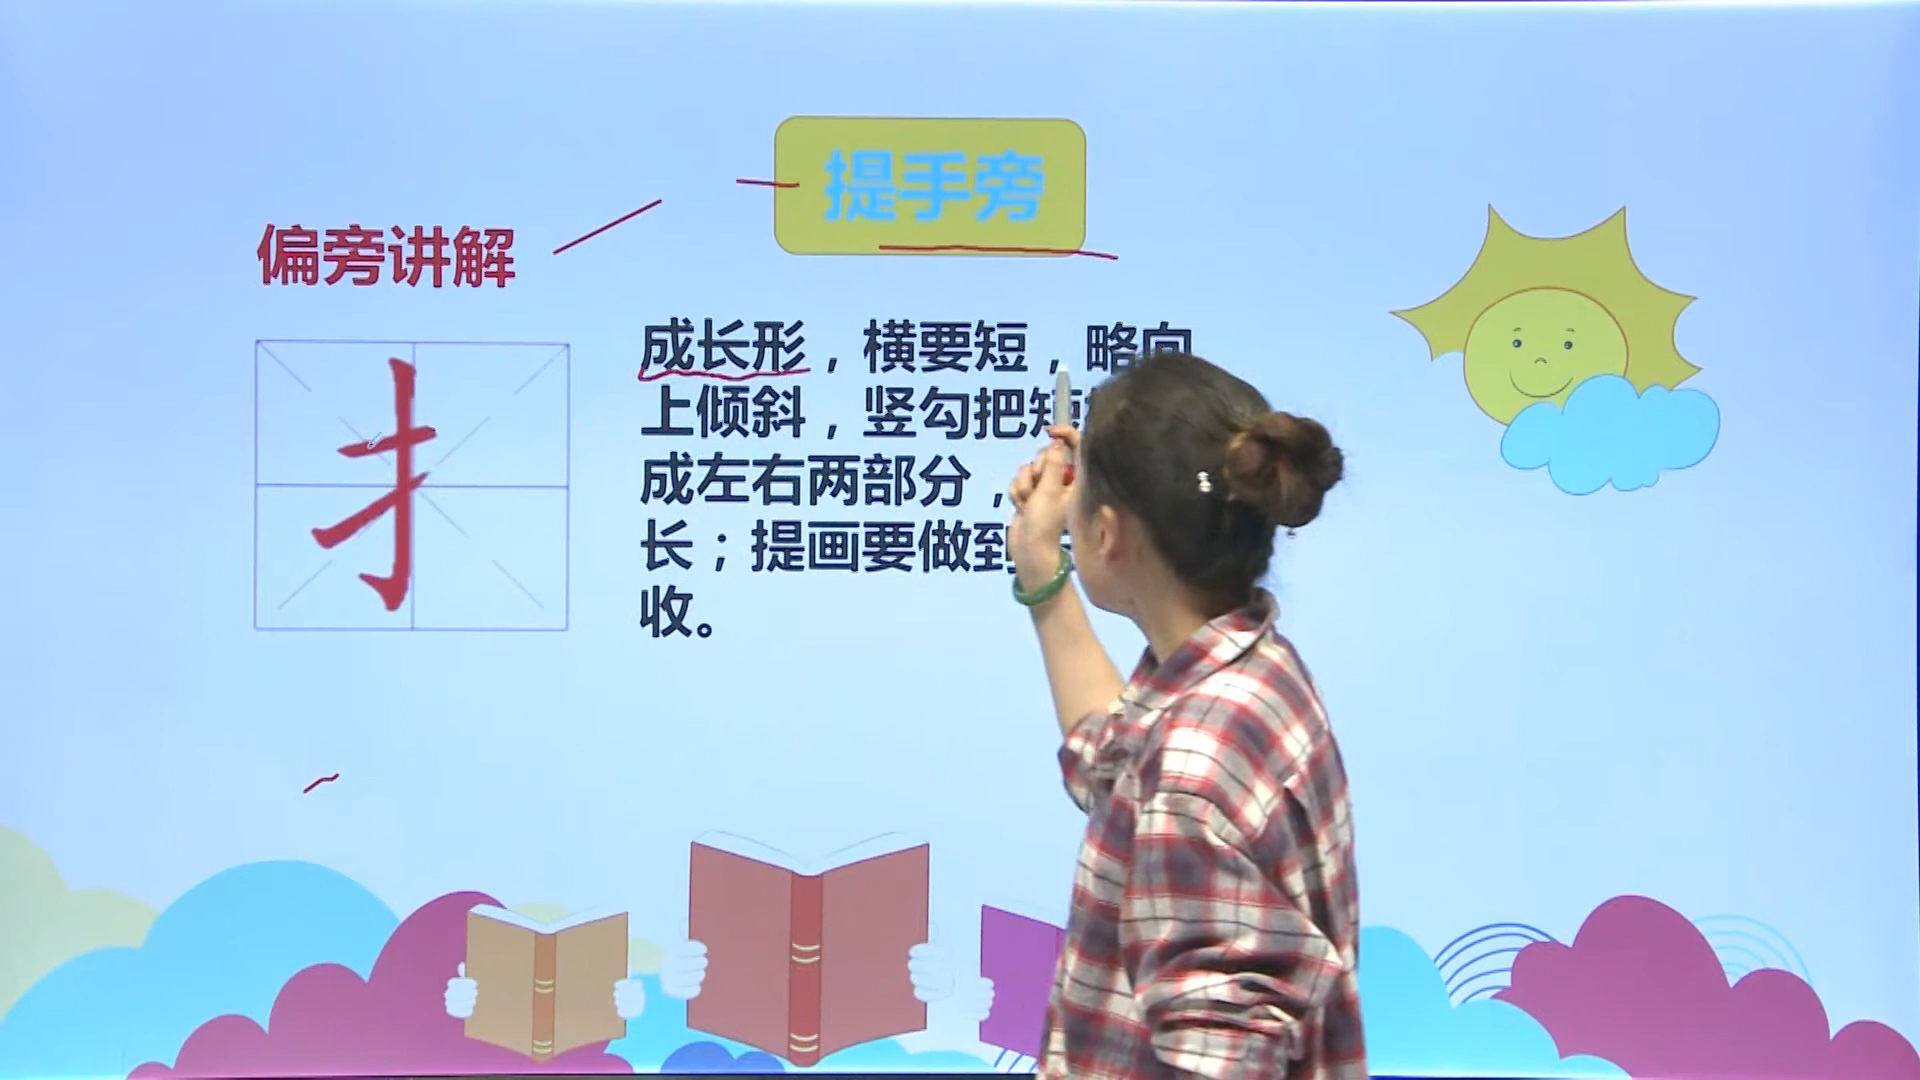 提手旁
偏旁讲解
扌
成长形，横要短，略向
上倾斜，竖勾把短
成左右两部分，
长；提画要做到
收。